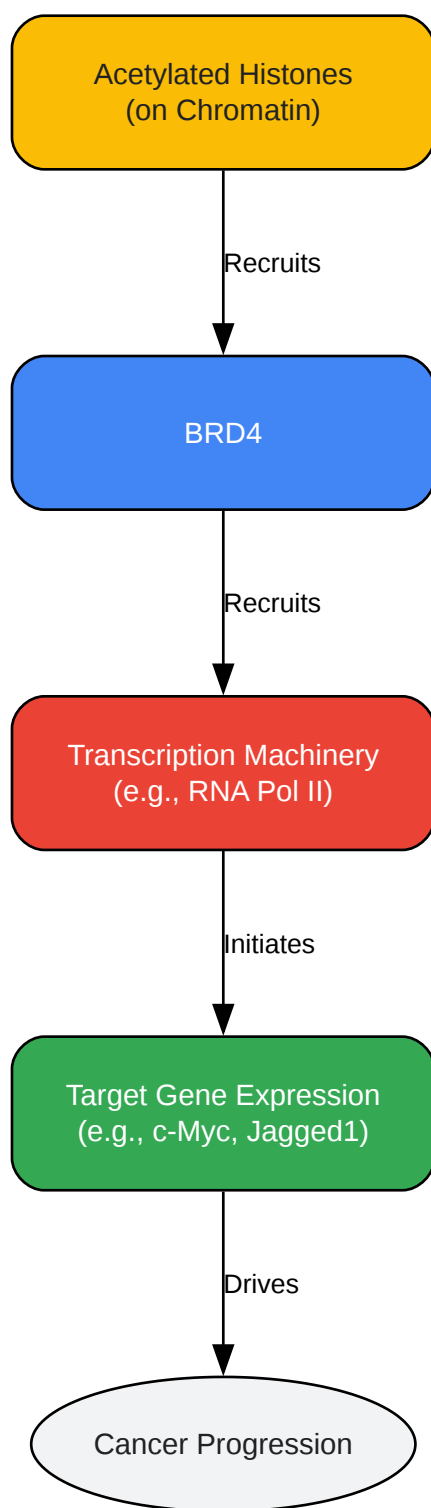 Acetylated Histones
(on Chromatin)
Recruits
BRD4
Recruits
Transcription Machinery
(e.g., RNA Pol II)
Initiates
Target Gene Expression
(e.g., c-Myc, Jagged1)
Drives
Cancer Progression